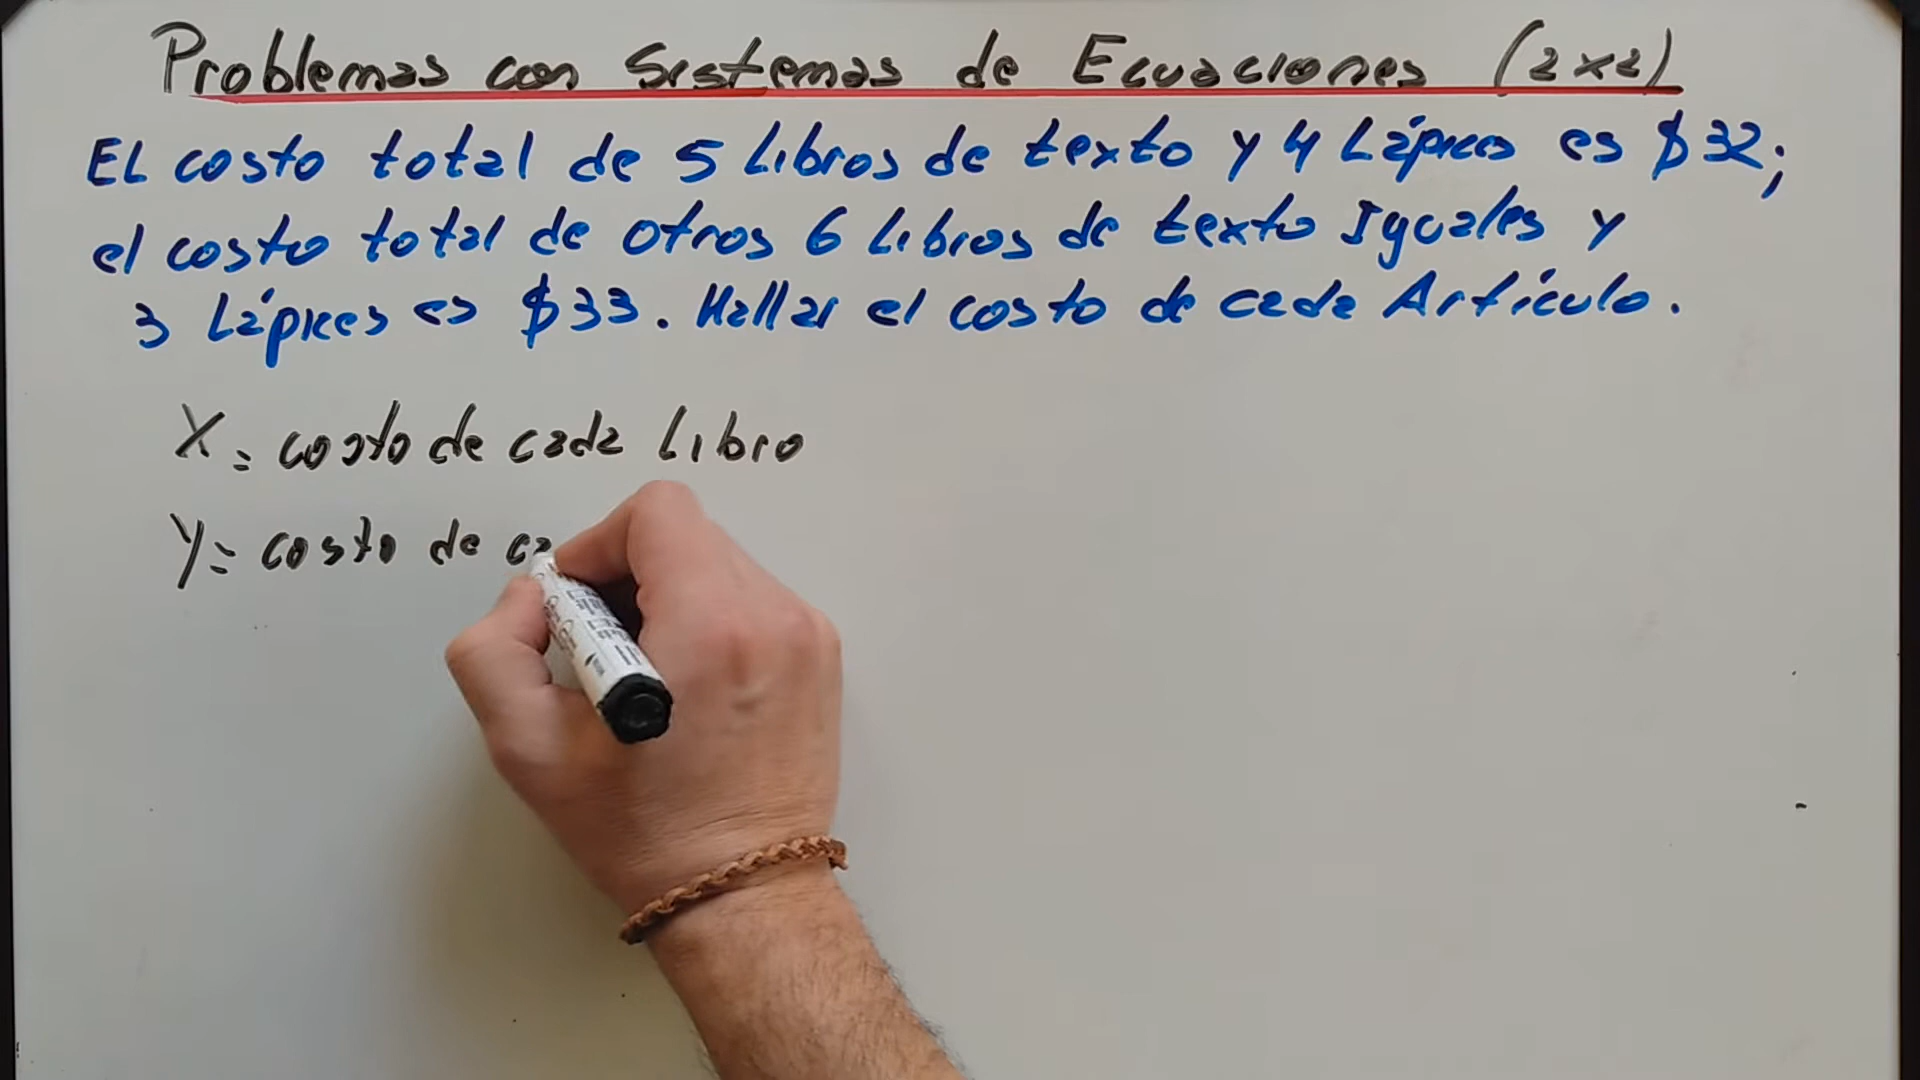 Problemas con Sistemas de Ecuaciones (2x2)
EL costo total de 5 Libros de texto y 4 Lápices es $32;
el costo total de otros 6 Libros de texto Iguales y
3 Lápices es $33. Hallar el costo de cada Artículo.
X = costo de cada Libro
Y = costo de ca